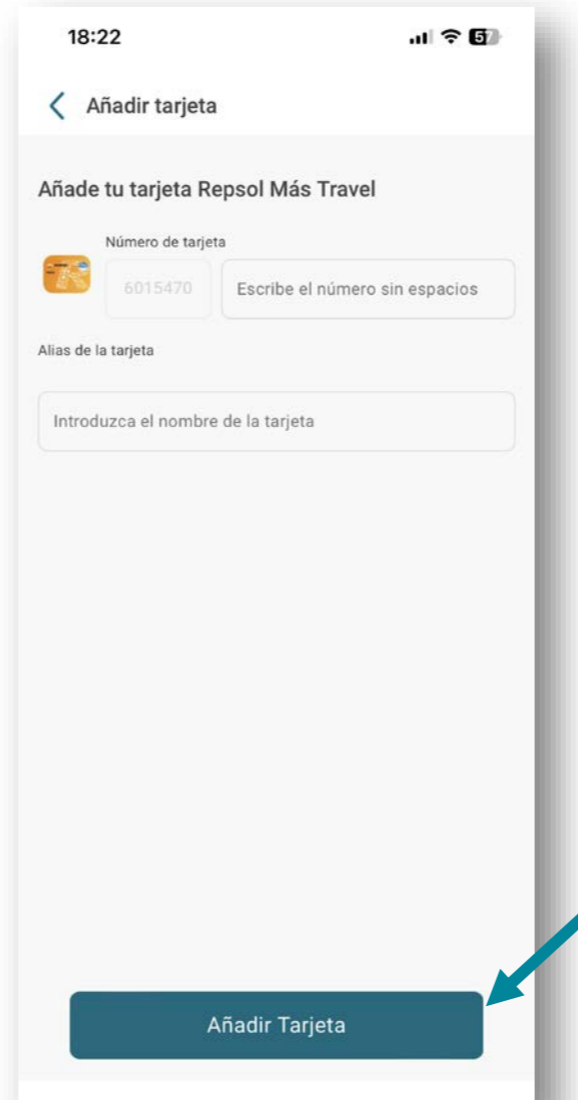 18:22
57
Añadir tarjeta
Añade tu tarjeta Repsol Más Travel
Número de tarjeta
6015470
Escribe el número sin espacios
Alias de la tarjeta
Introduzca el nombre de la tarjeta
Añadir Tarjeta